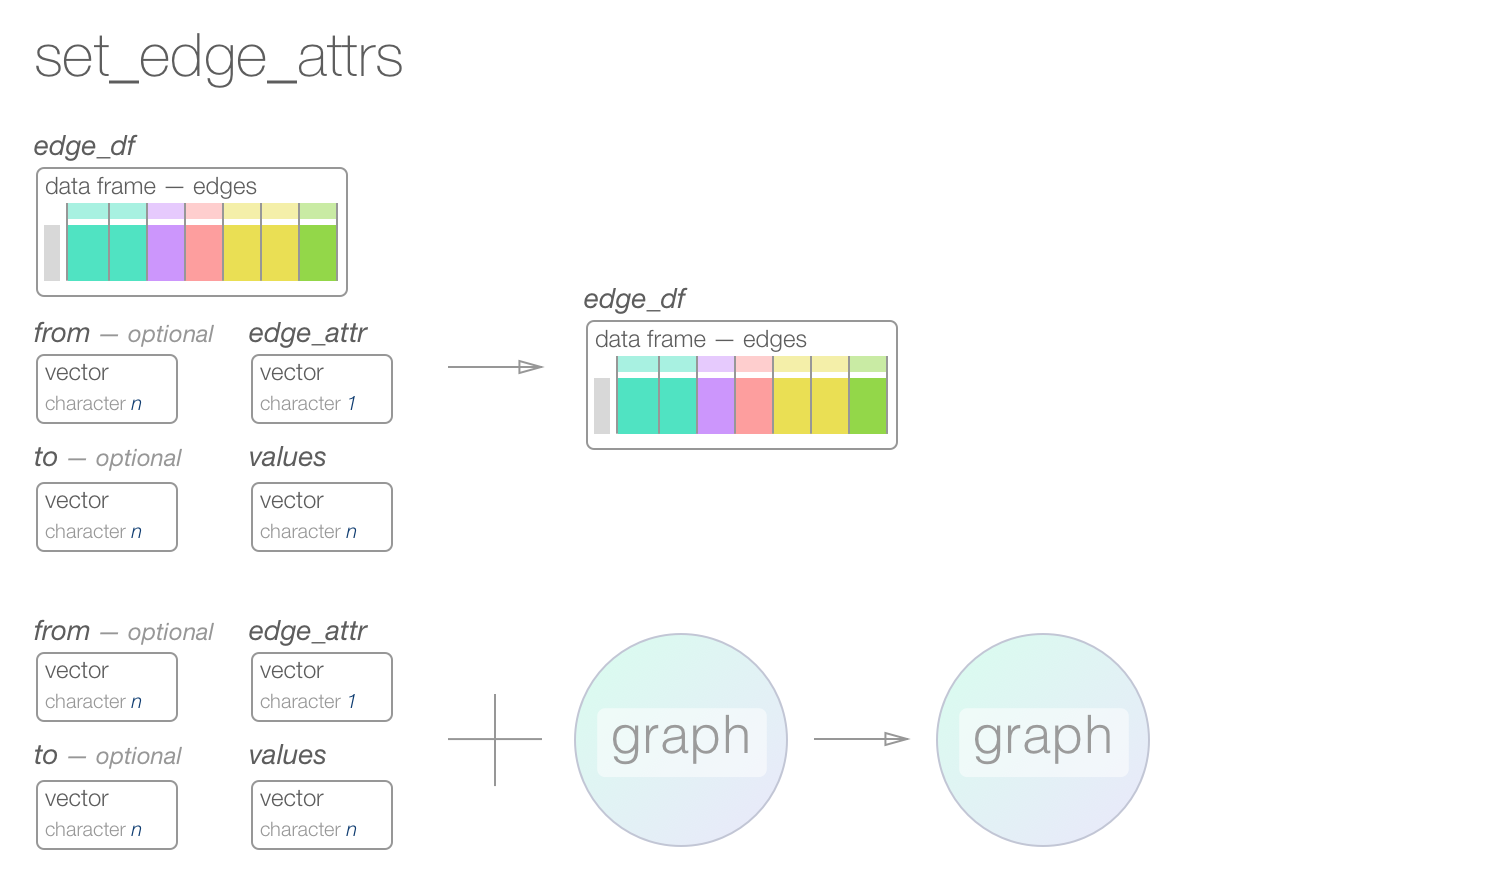 set_edge_attrs
edge_df
data frame — edges
from — optional
edge_attr
vector
character n
vector
character 1
to — optional
values
vector
character n
vector
character n
edge_df
data frame — edges
from — optional
edge_attr
vector
character n
vector
character 1
to — optional
values
vector
character n
vector
character n
graph
graph